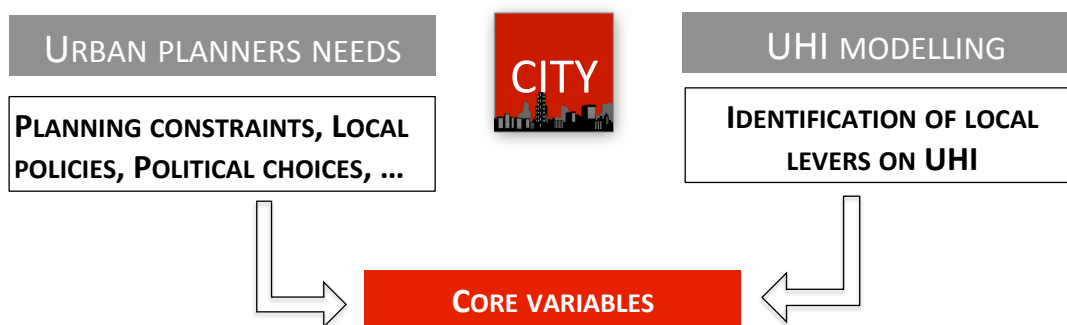 URBAN PLANNERS NEEDS
CITY
UHI MODELLING
PLANNING CONSTRAINTS, LOCAL
POLICIES, POLITICAL CHOICES, ...
IDENTIFICATION OF LOCAL
LEVERS ON UHI
CORE VARIABLES